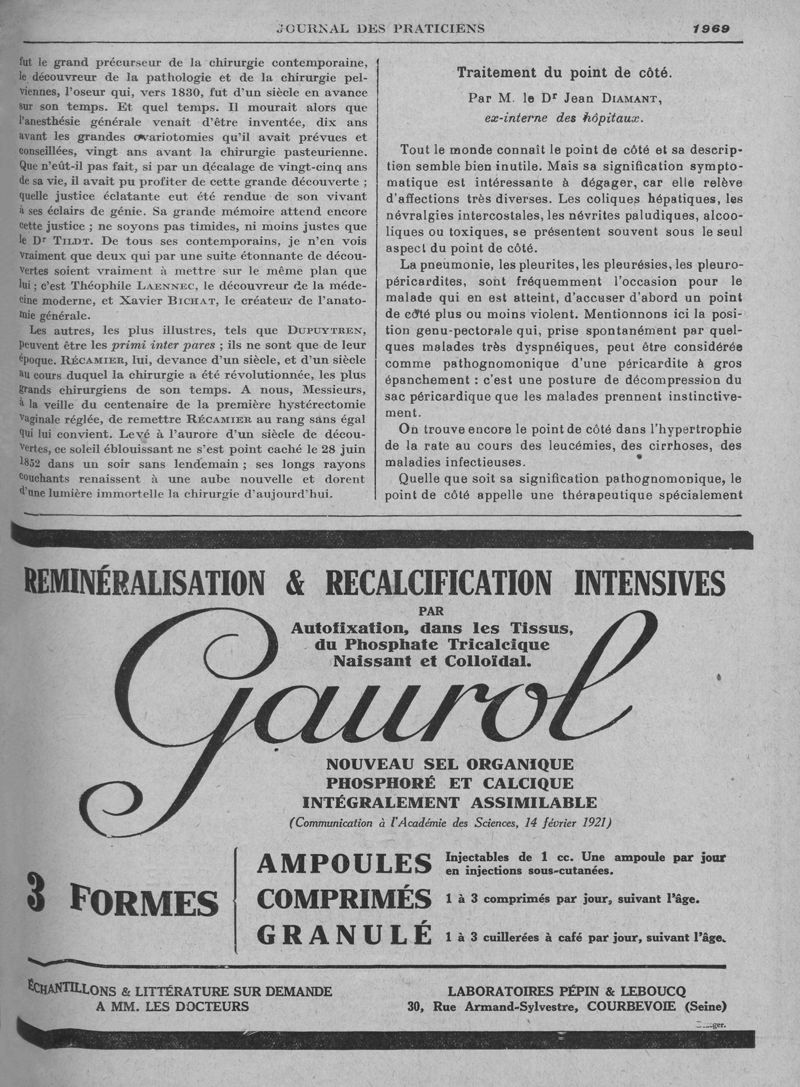 JOURNAL DES PRATICIENS
1969
fut le grand précurseur de la chirurgie contemporaine,
le découvreur de la pathologie et de la chirurgie pel-
viennes, l'oseur qui, vers 1830, fut d'un siècle en avance
sur son temps. Et quel temps. Il mourait alors que
l'anesthésie générale venait d'être inventée, dix ans
avant les grandes ovariotomies qu'il avait prévues et
conseillées, vingt ans avant la chirurgie pasteurienne.
Que n'eût-il pas fait, si par un décalage de vingt-cinq ans
de sa vie, il avait pu profiter de cette grande découverte ;
quelle justice éclatante eut été rendue de son vivant
à ses éclairs de génie. Sa grande mémoire attend encore
cette justice ; ne soyons pas timides, ni moins justes que
le Dr TILDT. De tous ses contemporains, je n'en vois
vraiment que deux qui par une suite étonnante de décou-
vertes soient vraiment à mettre sur le même plan que
lui ; c'est Théophile LAENNEC, le découvreur de la méde-
cine moderne, et Xavier BICHAT, le créateur de l'anato-
mie générale.
Les autres, les plus illustres, tels que DUPUYTREN,
peuvent être les primi inter pares ; ils ne sont que de leur
époque. RÉCAMIER, lui, devance d'un siècle, et d'un siècle
au cours duquel la chirurgie a été révolutionnée, les plus
grands chirurgiens de son temps. A nous, Messieurs,
à la veille du centenaire de la première hystérectomie
vaginale réglée, de remettre RÉCAMIER au rang sans égal
qui lui convient. Levé à l'aurore d'un siècle de décou-
vertes, ce soleil éblouissant ne s'est point caché le 28 juin
1852 dans un soir sans lendemain ; ses longs rayons
couchants renaissent à une aube nouvelle et dorent
d'une lumière immortelle la chirurgie d'aujourd'hui.
Traitement du point de côté.
Par M. le Dr Jean DIAMANT,
ex-interne des hôpitaux.
Tout le monde connaît le point de côté et sa descrip-
tion semble bien inutile. Mais sa signification sympto-
matique est intéressante à dégager, car elle relève
d'affections très diverses. Les coliques hépatiques, les
névralgies intercostales, les névrites paludiques, alcoo-
liques ou toxiques, se présentent souvent sous le seul
aspect du point de côté.
La pneumonie, les pleurites, les pleurésies, les pleuro-
péricardites, sont fréquemment l'occasion pour le
malade qui en est atteint, d'accuser d'abord un point
de côté plus ou moins violent. Mentionnons ici la posi-
tion genu-pectorale qui, prise spontanément par quel-
ques malades très dyspnéiques, peut être considérée
comme pathognomonique d'une péricardite à gros
épanchement : c'est une posture de décompression du
sac péricardique que les malades prennent instinctive-
ment.
On trouve encore le point de côté dans l'hypertrophie
de la rate au cours des leucémies, des cirrhoses, des
maladies infectieuses.
Quelle que soit sa signification pathognomonique, le
point de côté appelle une thérapeutique spécialement
REMINÉRALISATION & RECALCIFICATION INTENSIVES
PAR
Autofixation, dans les Tissus,
du Phosphate Tricalcique
Naissant et Colloïdal.
Gaurol
NOUVEAU SEL ORGANIQUE
PHOSPHORÉ ET CALCIQUE
INTÉGRALEMENT ASSIMILABLE
(Communication à l'Académie des Sciences, 14 février 1921)
3 FORMES
AMPOULES Injectables de 1 cc. Une ampoule par jour
en injections sous-cutanées.
COMPRIMÉS 1 à 3 comprimés par jour, suivant l'âge.
GRANULÉ 1 à 3 cuillerées à café par jour, suivant l'âge.
ÉCHANTILLONS & LITTÉRATURE SUR DEMANDE
A MM. LES DOCTEURS
LABORATOIRES PÉPIN & LEBOUCQ
30, Rue Armand-Sylvestre, COURBEVOIE (Seine)